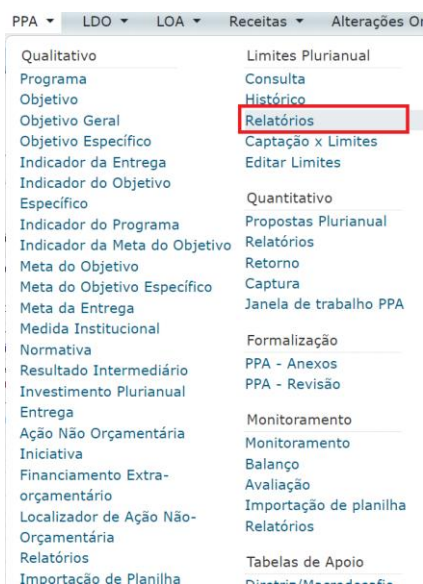 PPA LDO LOA Receitas Alterações Or
Qualitativo
Programa
Objetivo
Objetivo Geral
Objetivo Específico
Indicador da Entrega
Indicador do Objetivo
Específico
Indicador do Programa
Indicador da Meta do Objetivo
Meta do Objetivo
Meta do Objetivo Específico
Meta da Entrega
Medida Institucional
Normativa
Resultado Intermediário
Investimento Plurianual
Entrega
Ação Não Orçamentária
Iniciativa
Financiamento Extra-
orçamentário
Localizador de Ação Não-
Orçamentária
Relatórios
Importação de Planilha
Limites Plurianual
Consulta
Histórico
Relatórios
Captação x Limites
Editar Limites
Quantitativo
Propostas Plurianual
Relatórios
Retorno
Captura
Janela de trabalho PPA
Formalização
PPA - Anexos
PPA - Revisão
Monitoramento
Monitoramento
Balanço
Avaliação
Importação de planilha
Relatórios
Tabelas de Apoio
Diretriz/Macrodesafio